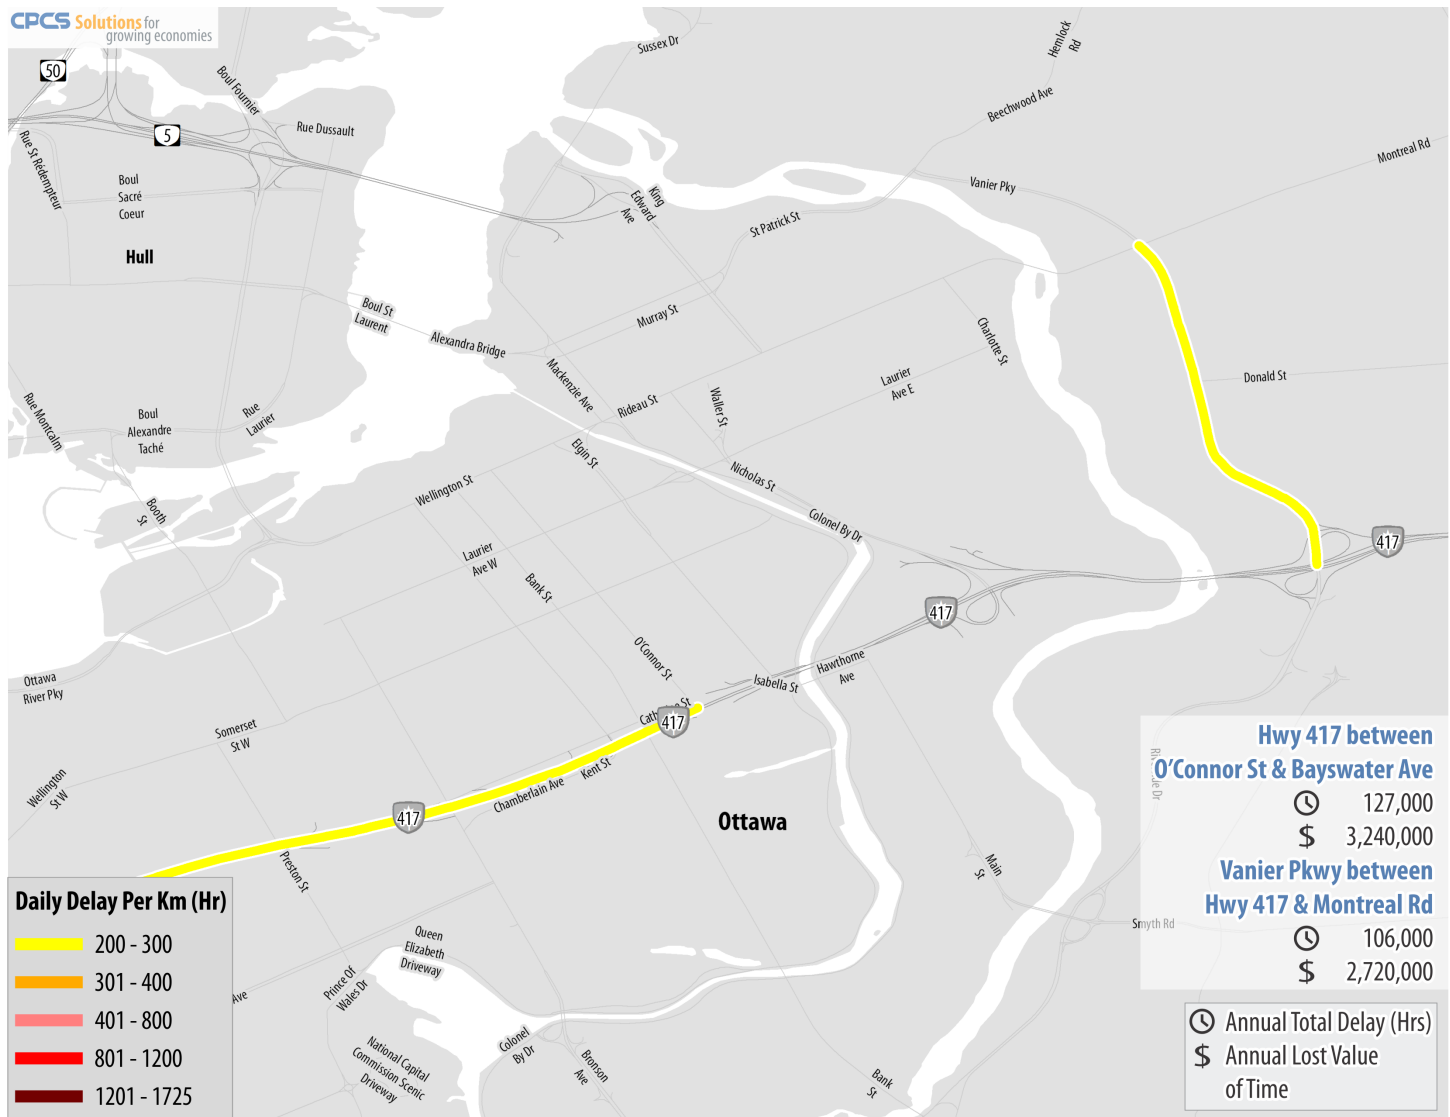 CPCS Solutions for
growing economies
50
5
Boul Fournier
Rue Dussault
Rue St Rédempteur
Boul
Sacré
Coeur
Hull
Sussex Dr
Hemlock
Rd
Beechwood Ave
Montreal Rd
Vanier Pky
King
Edward
Ave
St Patrick St
Boul St
Laurent
Alexandra Bridge
Murray St
Mackenzie Ave
Charlotte St
Laurier
Ave E
Donald St
Waller St
Rideau St
Rue Montcalm
Boul
Alexandre
Taché
Rue
Laurier
Elgin St
Nicholas St
Wellington St
Booth
St
Colonel By Dr
Laurier
Ave W
Bank St
417
417
O'Connor St
Hawthorne
Ave
Isabella St
Ottawa
River Pky
Somerset
St W
417
Wellington
St W
Kent St
Chamberlain Ave
417
Ottawa
Preston St
Main
St
Smyth Rd
Queen
Elizabeth
Driveway
Prince Of
Wales Dr
Ave
Colonel
By Dr
National Capital
Commission Scenic
Driveway
Bronson
Ave
Bank
St
Hwy 417 between
O'Connor St & Bayswater Ave
127,000
$ 3,240,000
Vanier Pkwy between
Hwy 417 & Montreal Rd
106,000
$ 2,720,000
Annual Total Delay (Hrs)
$ Annual Lost Value
of Time
Daily Delay Per Km (Hr)
200 - 300
301 - 400
401 - 800
801 - 1200
1201 - 1725